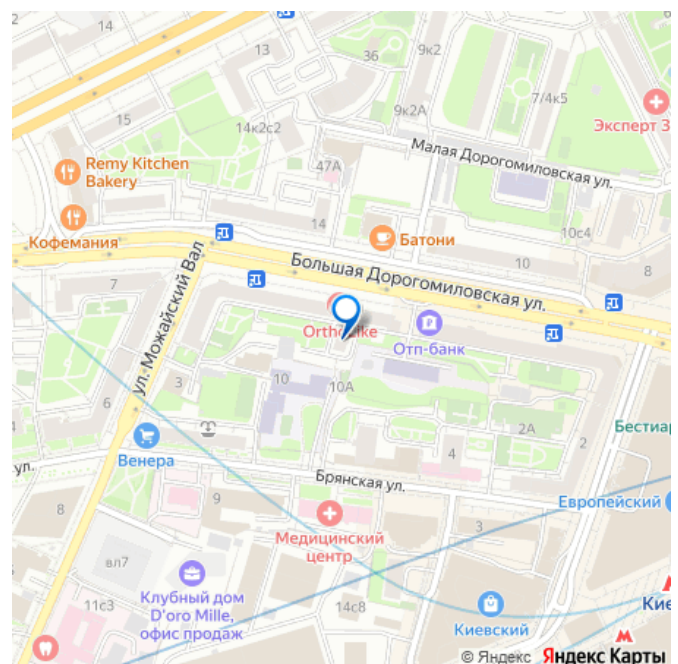 14
13
36
9к2
7/4к5
15
9к2А
Эксперт З
14к2с2
Малая Дорогомиловская ул.
Remy Kitchen
Bakery
47А
14
10с4
Кофемания
Батони
10
8
ул. Можайский Вал
Большая Дорогомиловская ул.
7
Отп-банк
3
10
10А
6
2А
2
Бестиар
Венера
4
ул.
Брянская ул.
8
9
Европейский
3
Медицинский
центр
вл7
Клубный дом
D'oro Mille,
офис продаж
11с3
14с8
Киевский
Кие
© Яндекс Яндекс Карты